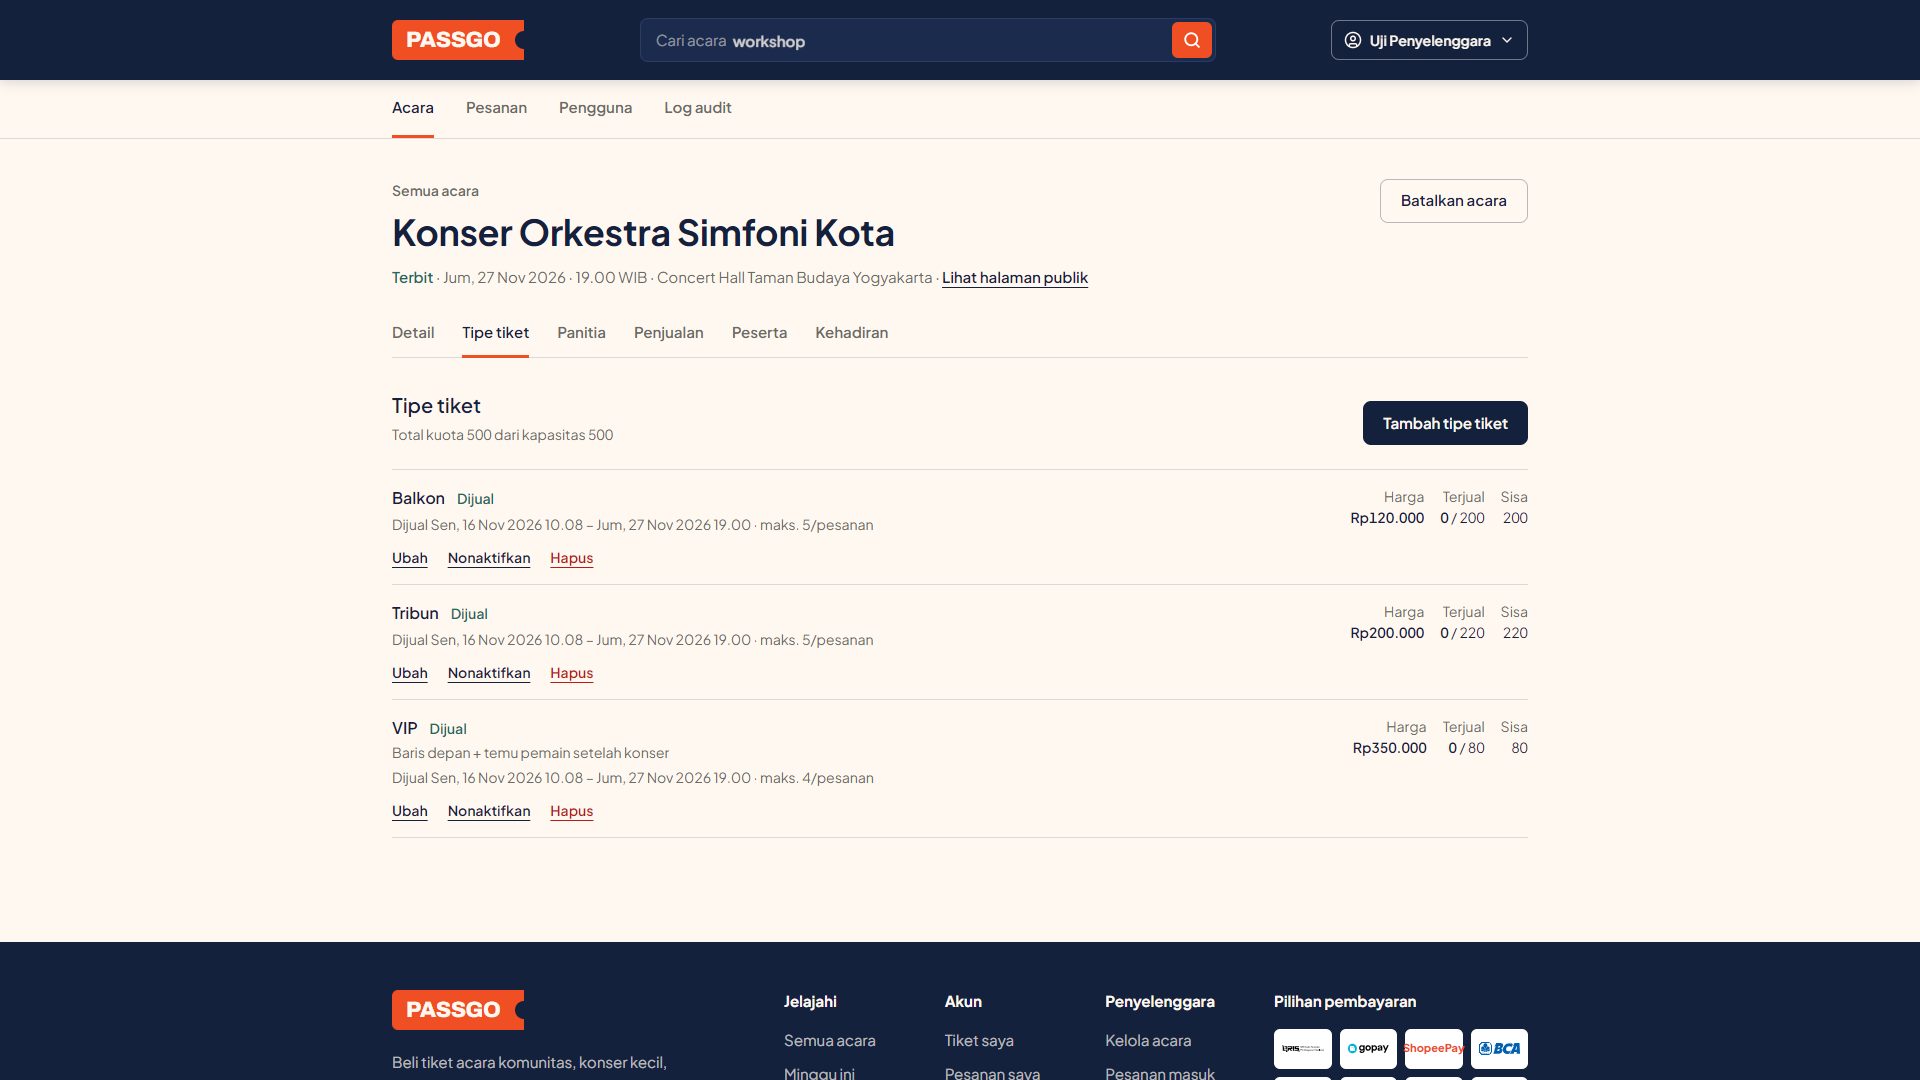 PASSGO
Cari acara workshop
Uji Penyelenggara
Acara Pesanan Pengguna Log audit
Semua acara
Batalkan acara
Konser Orkestra Simfoni Kota
Terbit · Jum, 27 Nov 2026 · 19.00 WIB · Concert Hall Taman Budaya Yogyakarta · Lihat halaman publik
Detail Tipe tiket Panitia Penjualan Peserta Kehadiran
Tipe tiket
Total kuota 500 dari kapasitas 500
Tambah tipe tiket
Balkon Dijual
Dijual Sen, 16 Nov 2026 10.08 – Jum, 27 Nov 2026 19.00 · maks. 5/pesanan
Ubah Nonaktifkan Hapus
Harga Terjual Sisa
Rp120.000 0 / 200 200
Tribun Dijual
Dijual Sen, 16 Nov 2026 10.08 – Jum, 27 Nov 2026 19.00 · maks. 5/pesanan
Ubah Nonaktifkan Hapus
Harga Terjual Sisa
Rp200.000 0 / 220 220
VIP Dijual
Baris depan + temu pemain setelah konser
Dijual Sen, 16 Nov 2026 10.08 – Jum, 27 Nov 2026 19.00 · maks. 4/pesanan
Ubah Nonaktifkan Hapus
Harga Terjual Sisa
Rp350.000 0 / 80 80
PASSGO
Beli tiket acara komunitas, konser kecil,
Jelajahi
Semua acara
Minggu ini
Akun
Tiket saya
Pesanan saya
Penyelenggara
Kelola acara
Pesanan masuk
Pilihan pembayaran
QRIS
gopay
ShopeePay
BCA